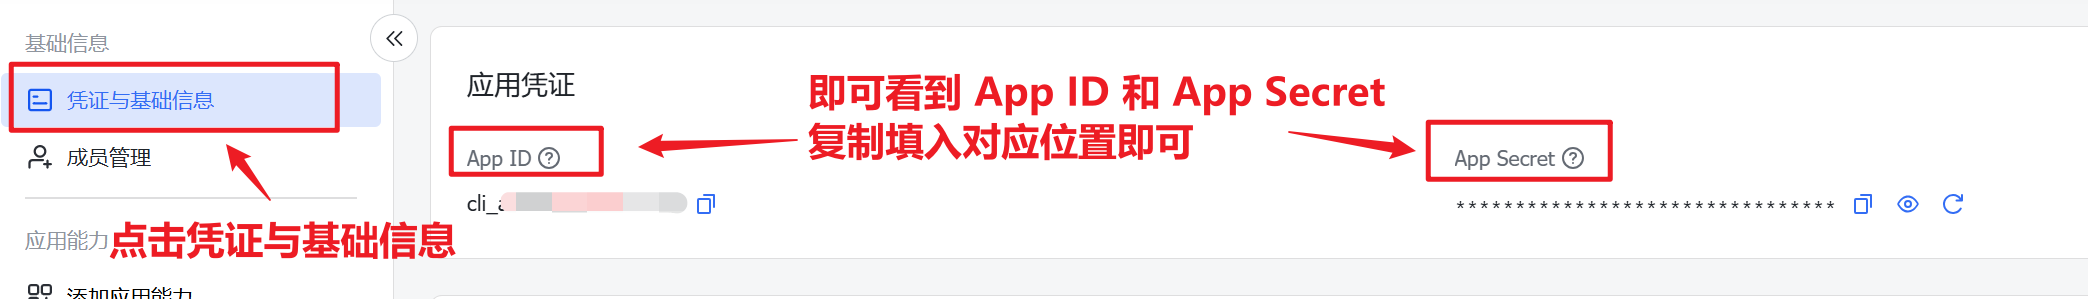 基础信息
凭证与基础信息
成员管理
应用能力
点击凭证与基础信息
添加应用能力
应用凭证
即可看到 App ID 和 App Secret
复制填入对应位置即可
App ID
cli_a
App Secret
********************************